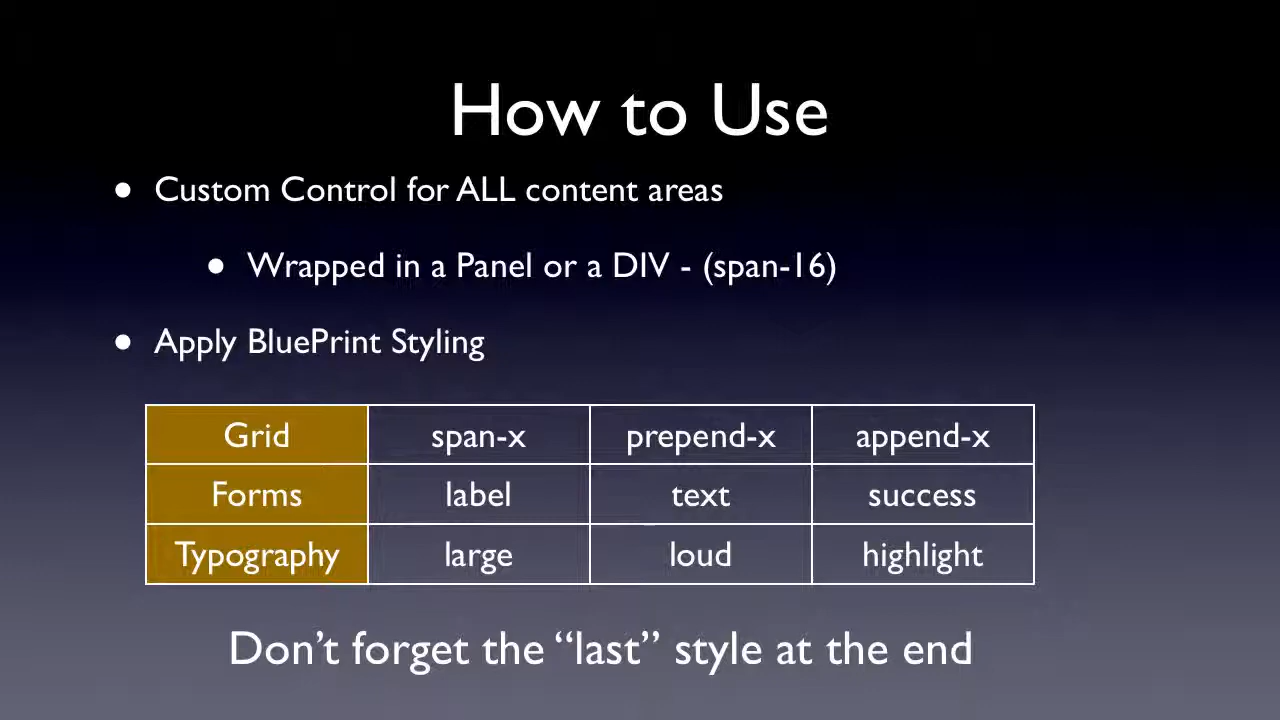 How to Use
• Custom Control for ALL content areas
• Wrapped in a Panel or a DIV - (span-16)
• Apply BluePrint Styling
Grid span-x prepend-x append-x
Forms label text success
Typography large loud highlight
Don’t forget the “last” style at the end